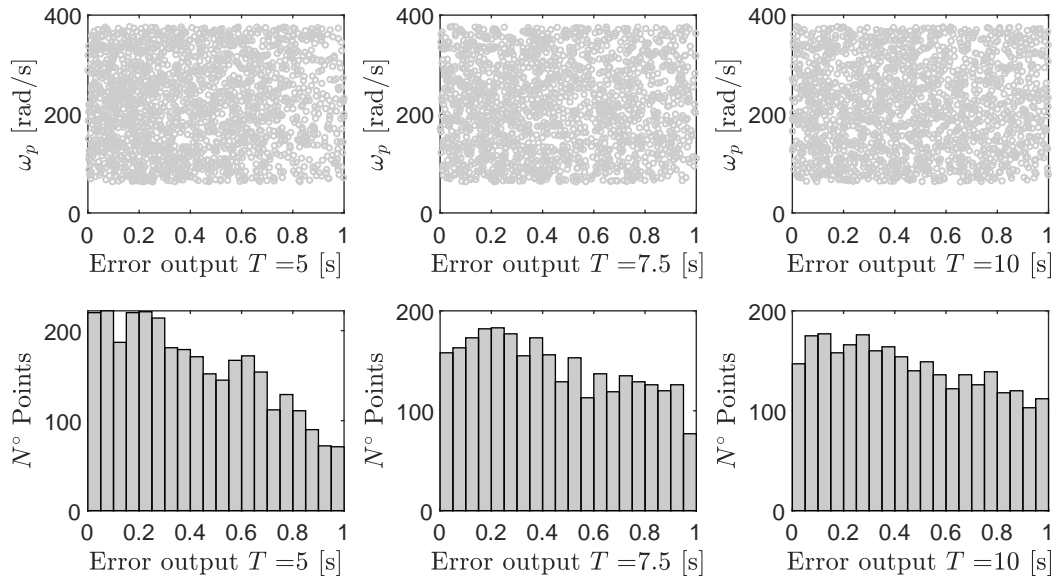 400
200
0
ω_p [rad/s]
0 0.2 0.4 0.6 0.8 1
Error output T =5 [s]
400
200
0
ω_p [rad/s]
0 0.2 0.4 0.6 0.8 1
Error output T =7.5 [s]
400
200
0
ω_p [rad/s]
0 0.2 0.4 0.6 0.8 1
Error output T =10 [s]
200
100
0
N° Points
0 0.2 0.4 0.6 0.8 1
Error output T =5 [s]
200
100
0
N° Points
0 0.2 0.4 0.6 0.8 1
Error output T =7.5 [s]
200
100
0
N° Points
0 0.2 0.4 0.6 0.8 1
Error output T =10 [s]